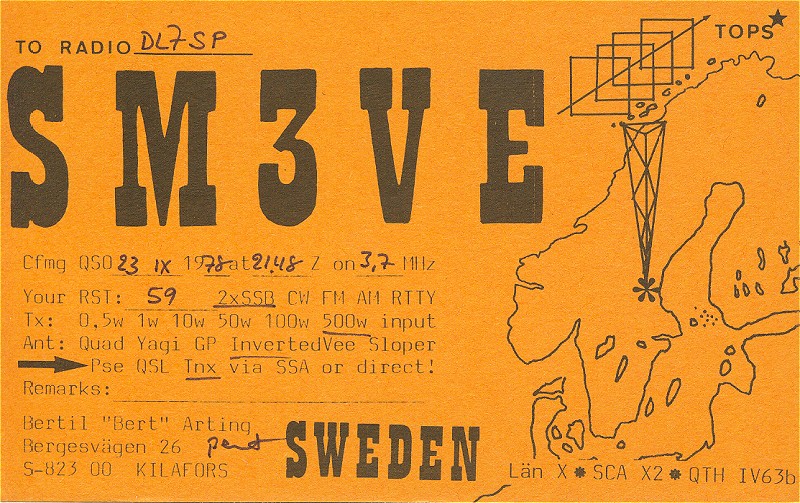 TO RADIO DL7SP
TOPS
SM3VE
Cfmg QSO 23 IX 1978 at 21.48 Z on 3,7 MHz
Your RST: 59 2xSSB CW FM AM RTTY
Tx: 0,5w 1w 10w 50w 100w 500w input
Ant: Quad Yagi GP InvertedVee Sloper
Pse QSL Tnx via SSA or direct!
Remarks:
Bertil "Bert" Arting
Bergesvägen 26
S-823 00 KILAFORS
SWEDEN
Län X * SCA X2 * QTH IV63b